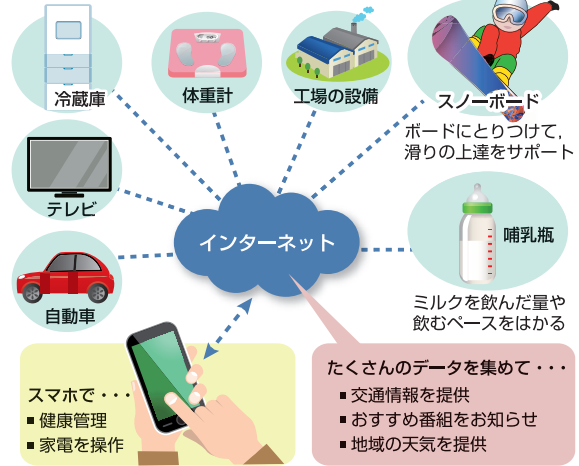 冷蔵庫
体重計
工場の設備
スノーボード
ボードにとりつけて，
滑りの上達をサポート
テレビ
インターネット
哺乳瓶
ミルクを飲んだ量や
飲むペースをはかる
自動車
スマホで・・・
■ 健康管理
■ 家電を操作
たくさんのデータを集めて・・・
■ 交通情報を提供
■ おすすめ番組をお知らせ
■ 地域の天気を提供